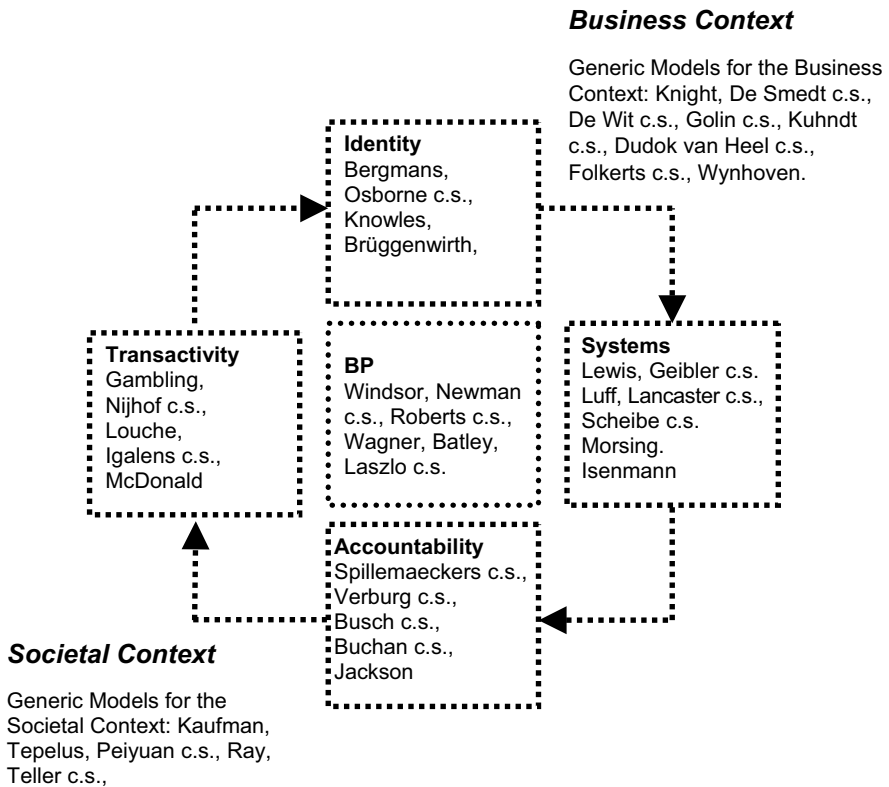 Business Context
Generic Models for the Business
Context: Knight, De Smedt c.s.,
De Wit c.s., Golin c.s., Kuhndt
c.s., Dudok van Heel c.s.,
Folkerts c.s., Wynhoven.
Identity
Bergmans,
Osborne c.s.,
Knowles,
Brüggenwirth,
Transactivity
Gambling,
Nijhof c.s.,
Louche,
Igalens c.s.,
McDonald
BP
Windsor, Newman
c.s., Roberts c.s.,
Wagner, Batley,
Laszlo c.s.
Systems
Lewis, Geibler c.s.
Luff, Lancaster c.s.,
Scheibe c.s.
Morsing.
Isenmann
Accountability
Spillemaeckers c.s.,
Verburg c.s.,
Busch c.s.,
Buchan c.s.,
Jackson
Societal Context
Generic Models for the
Societal Context: Kaufman,
Tepelus, Peiyuan c.s., Ray,
Teller c.s.,